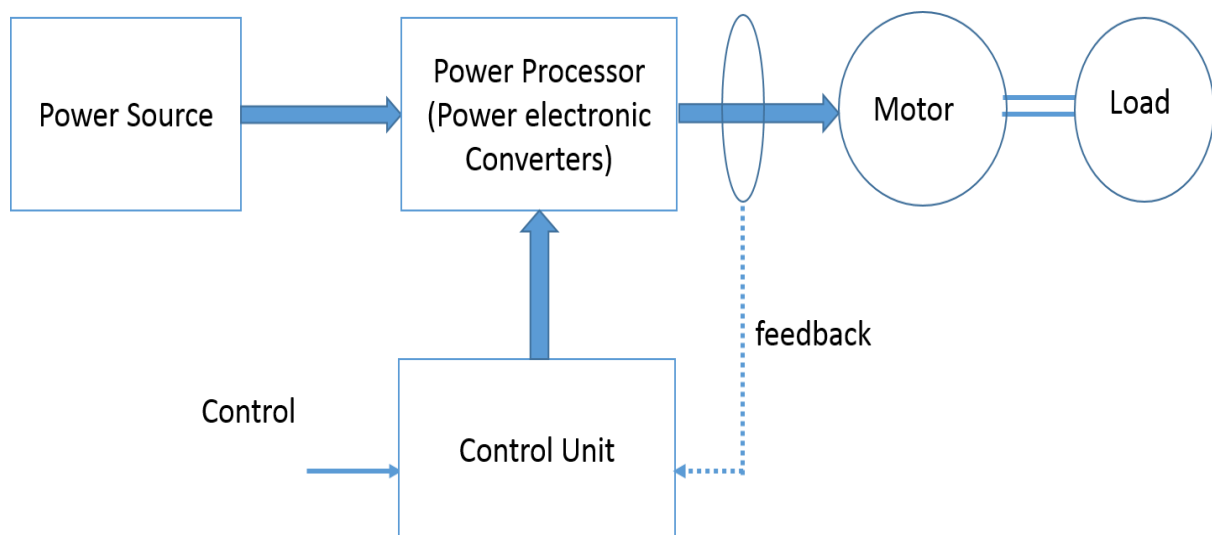 Power Source
Power Processor
(Power electronic
Converters)
Motor
Load
feedback
Control
Control Unit